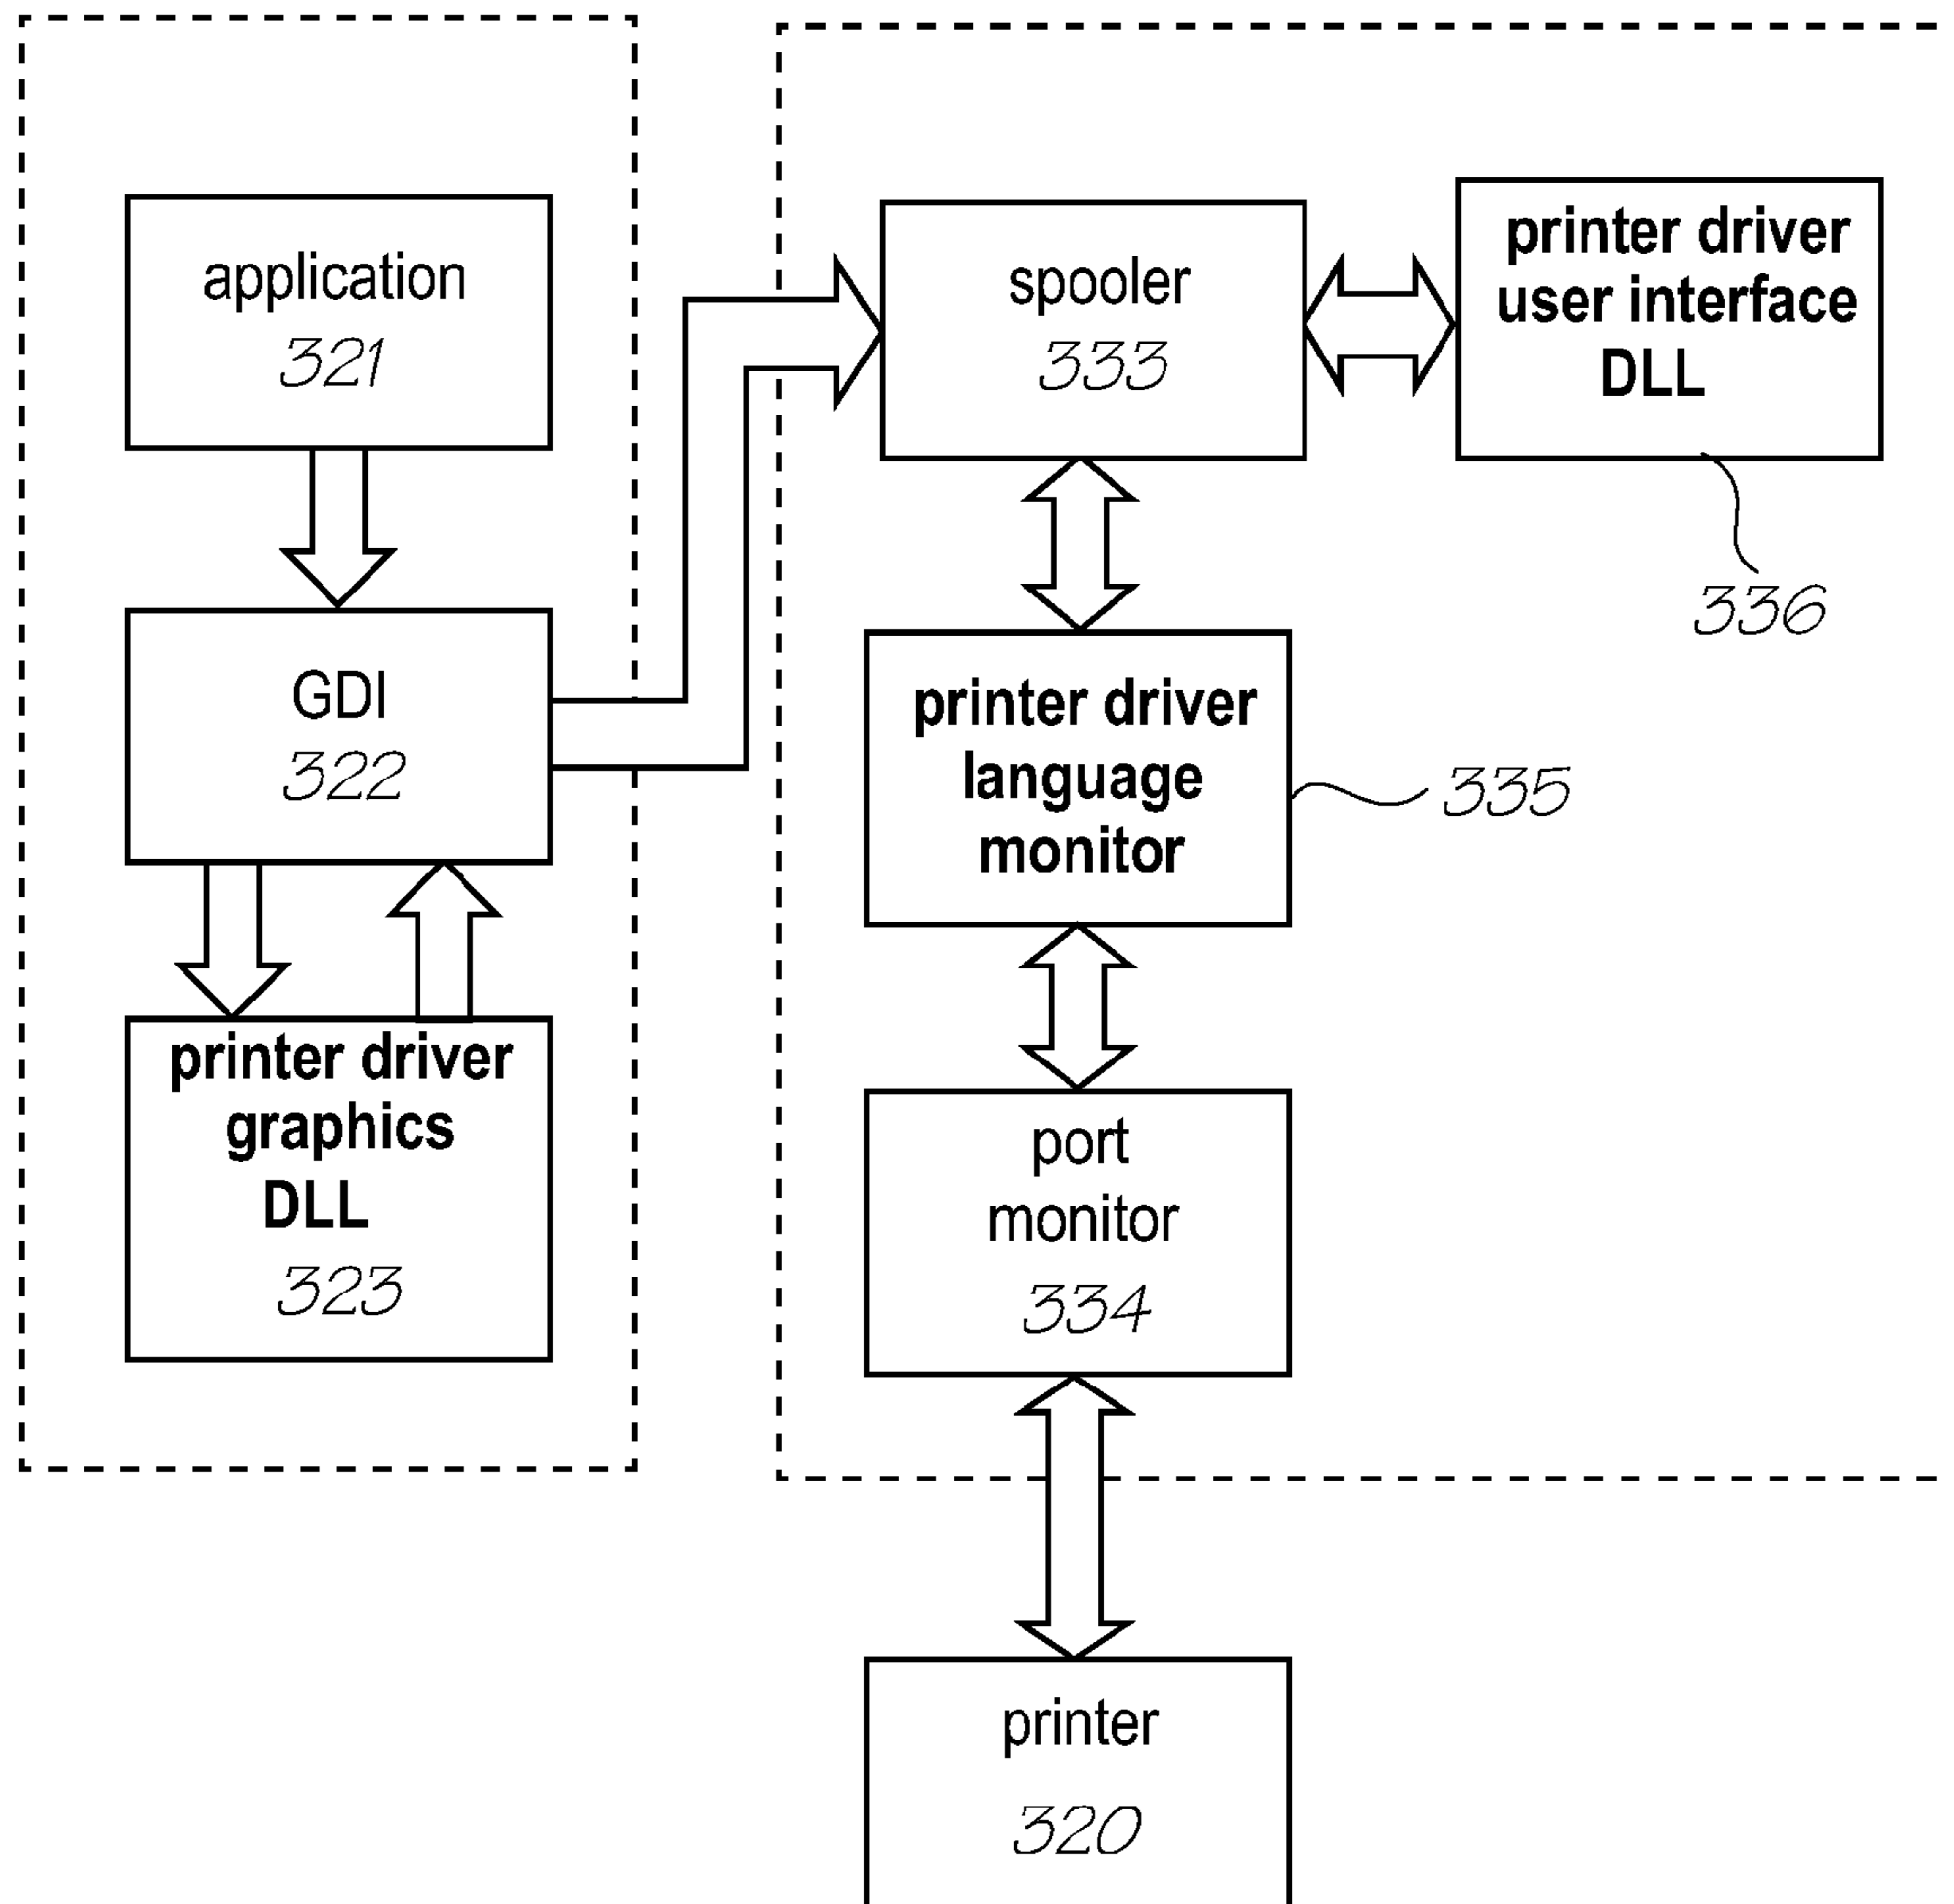 application
321
GDI
322
printer driver
graphics
DLL
323
spooler
333
printer driver
user interface
DLL
336
printer driver
language
monitor
335
port
monitor
334
printer
320